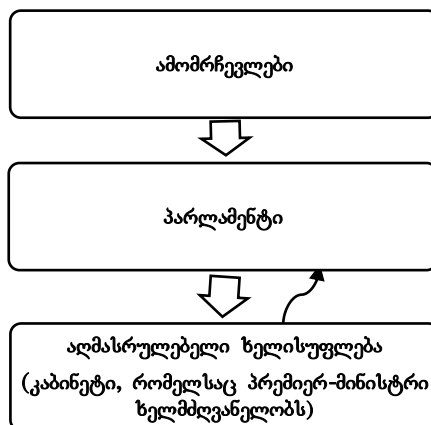 ამომრჩევლები
პარლამენტი
აღმასრულებელი ხელისუფლება
(კაბინეტი, რომელსაც პრემიერ-მინისტრი
ხელმძღვანელობს)